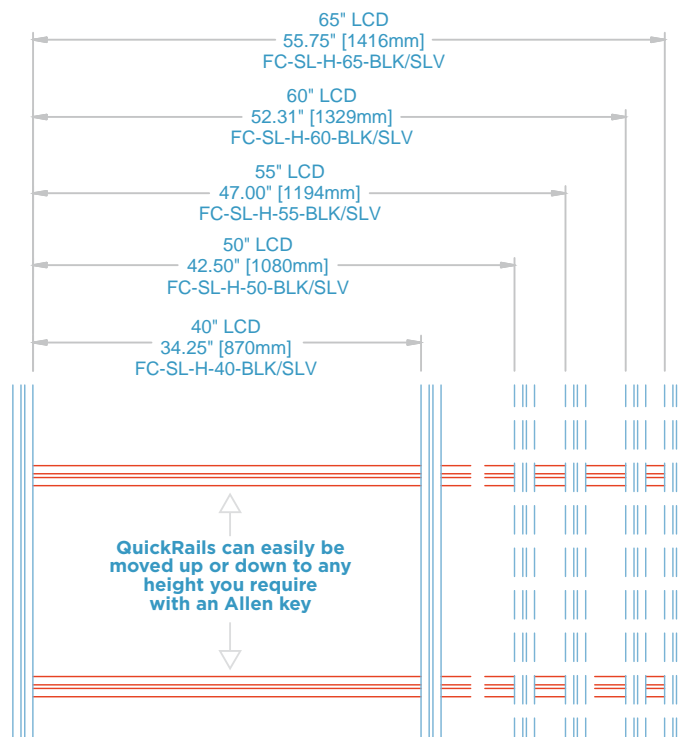 65" LCD
55.75" [1416mm]
FC-SL-H-65-BLK/SLV
60" LCD
52.31" [1329mm]
FC-SL-H-60-BLK/SLV
55" LCD
47.00" [1194mm]
FC-SL-H-55-BLK/SLV
50" LCD
42.50" [1080mm]
FC-SL-H-50-BLK/SLV
40" LCD
34.25" [870mm]
FC-SL-H-40-BLK/SLV
QuickRails can easily be
moved up or down to any
height you require
with an Allen key